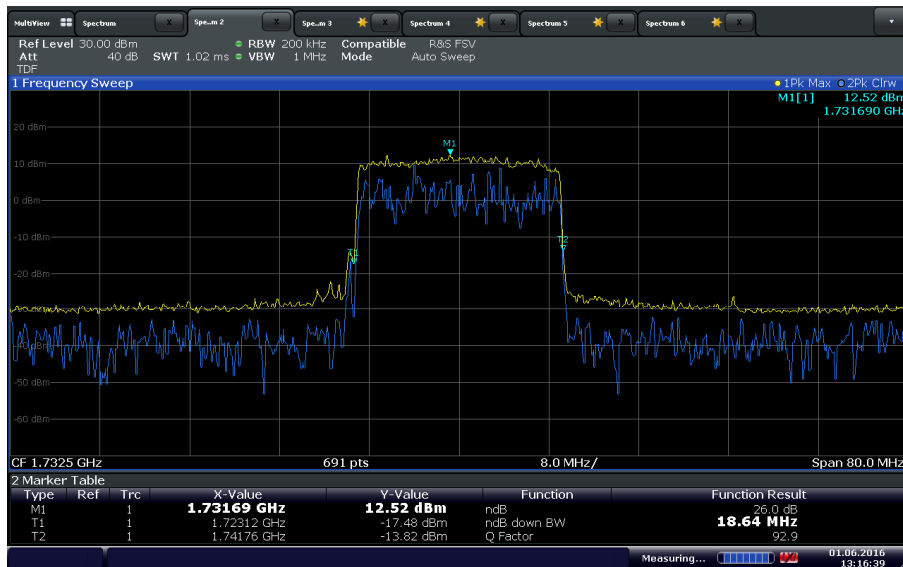 MultiView Spectrum X Spe...m 2 X Spe...m 3 X Spectrum 4 X Spectrum 5 X Spectrum 6 X
Ref Level 30.00 dBm RBW 200 kHz Compatible R&S FSV
Att 40 dB SWT 1.02 ms VBW 1 MHz Mode Auto Sweep
TDF
1 Frequency Sweep 1Pk Max 2Pk Clrw
M1[1] 12.52 dBm
1.731690 GHz
20 dBm
M1
10 dBm
0 dBm
-10 dBm
T2
T1
-20 dBm
-50 dBm
-60 dBm
CF 1.7325 GHz 691 pts 8.0 MHz/ Span 80.0 MHz
2 Marker Table
Type Ref Trc X-Value Y-Value Function Function Result
M1 1 1.73169 GHz 12.52 dBm ndB 26.0 dB
T1 1 1.72312 GHz -17.48 dBm ndB down BW 18.64 MHz
T2 1 1.74176 GHz -13.82 dBm Q Factor 92.9
Measuring... 01.06.2016
13:16:39